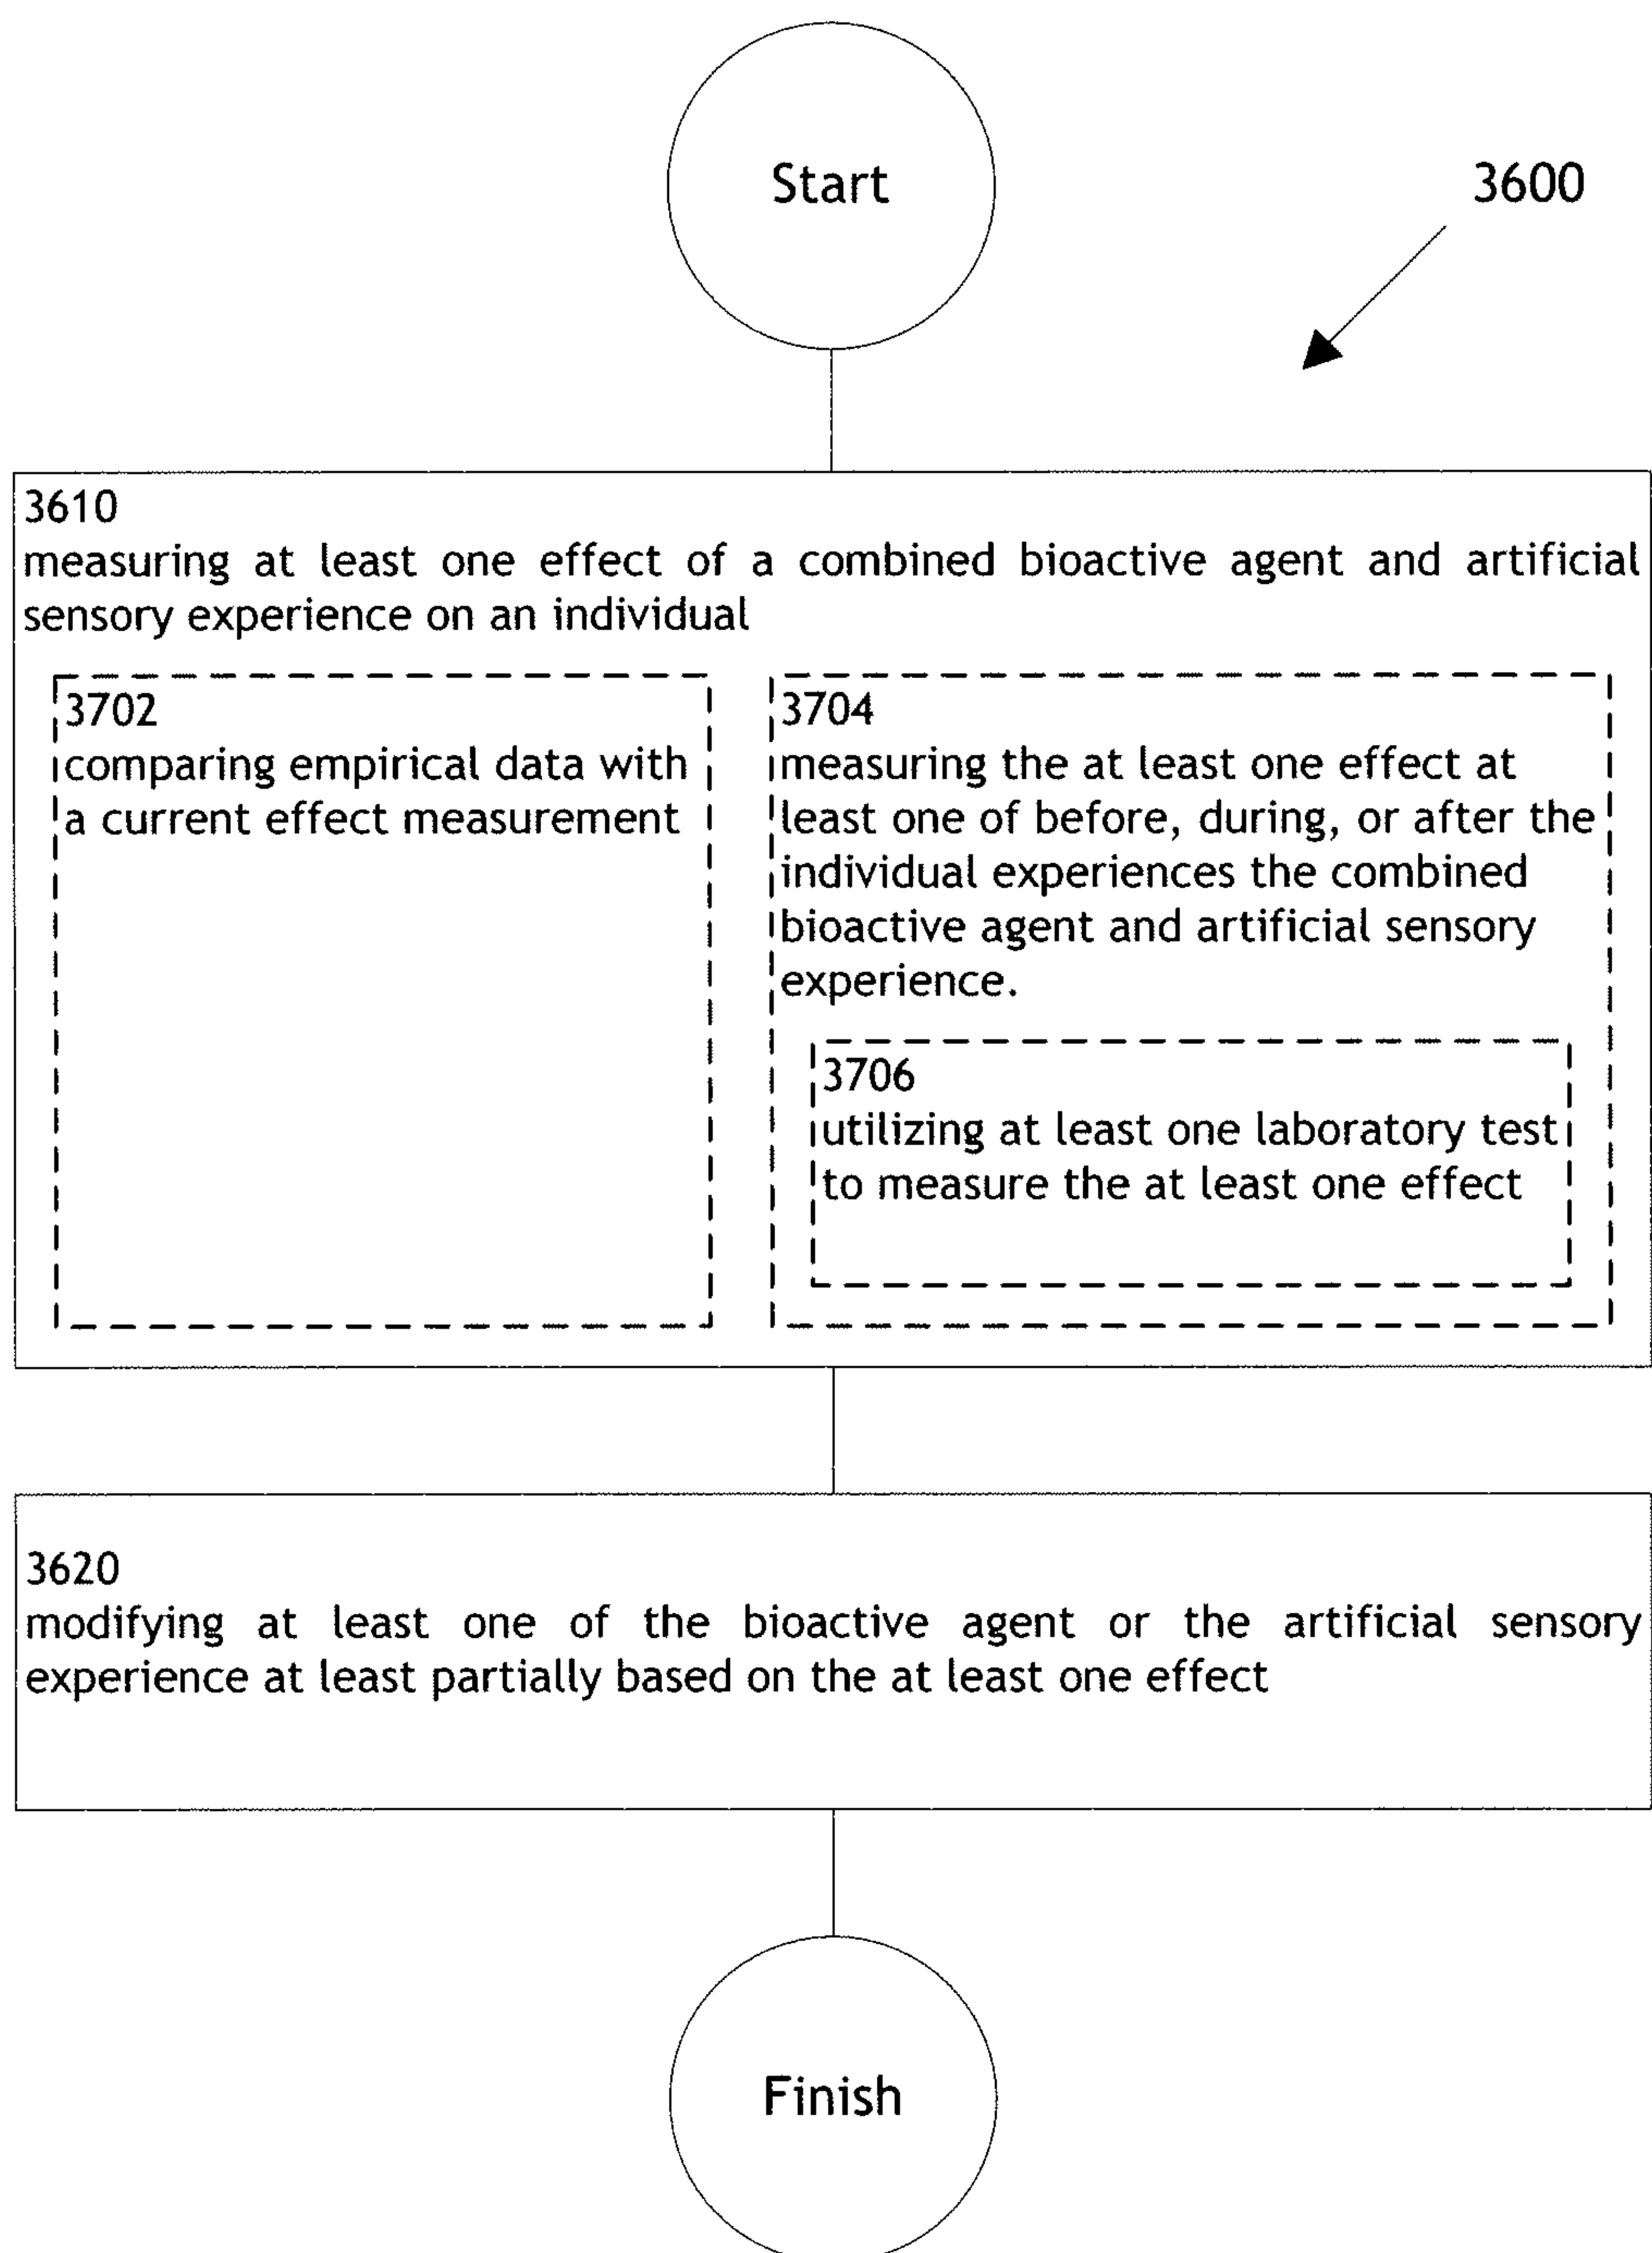 Start
3600
3610
measuring at least one effect of a combined bioactive agent and artificial
sensory experience on an individual
3702
comparing empirical data with
a current effect measurement
3704
measuring the at least one effect at
least one of before, during, or after the
individual experiences the combined
bioactive agent and artificial sensory
experience.
3706
utilizing at least one laboratory test
to measure the at least one effect
3620
modifying at least one of the bioactive agent or the artificial sensory
experience at least partially based on the at least one effect
Finish